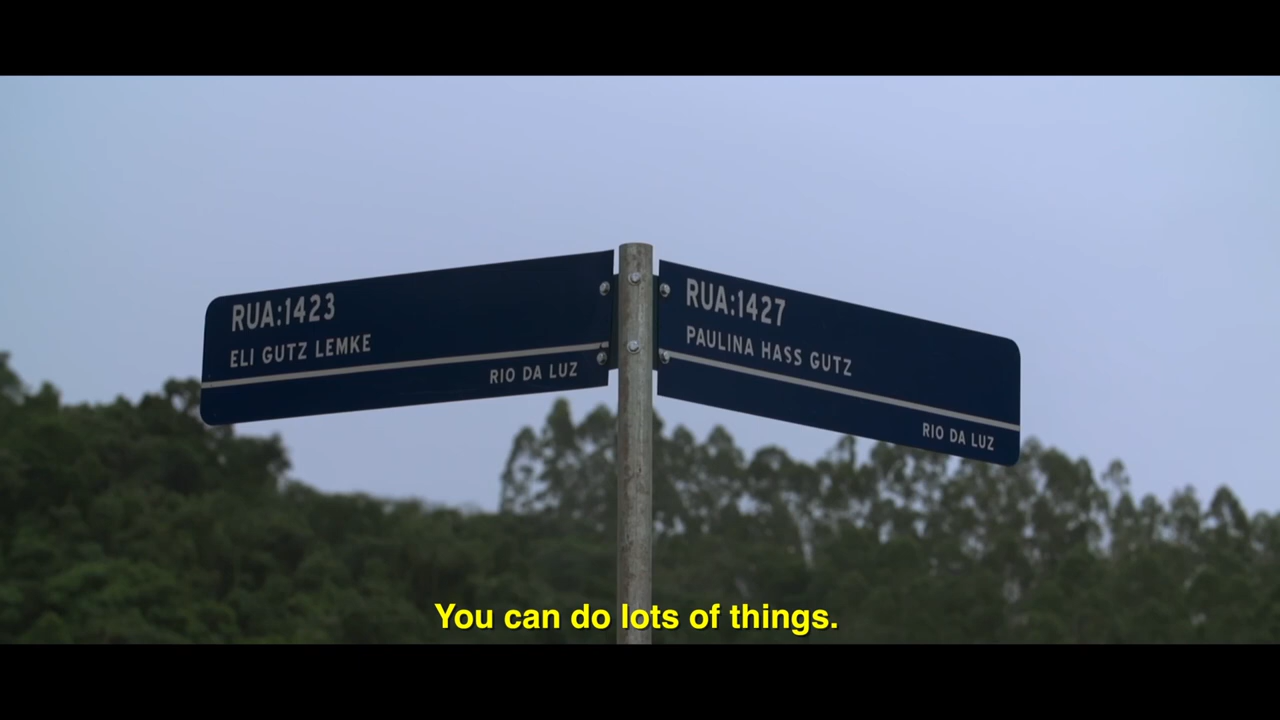 RUA:1423
ELI GUTZ LEMKE
RIO DA LUZ
RUA:1427
PAULINA HASS GUTZ
RIO DA LUZ
You can do lots of things.